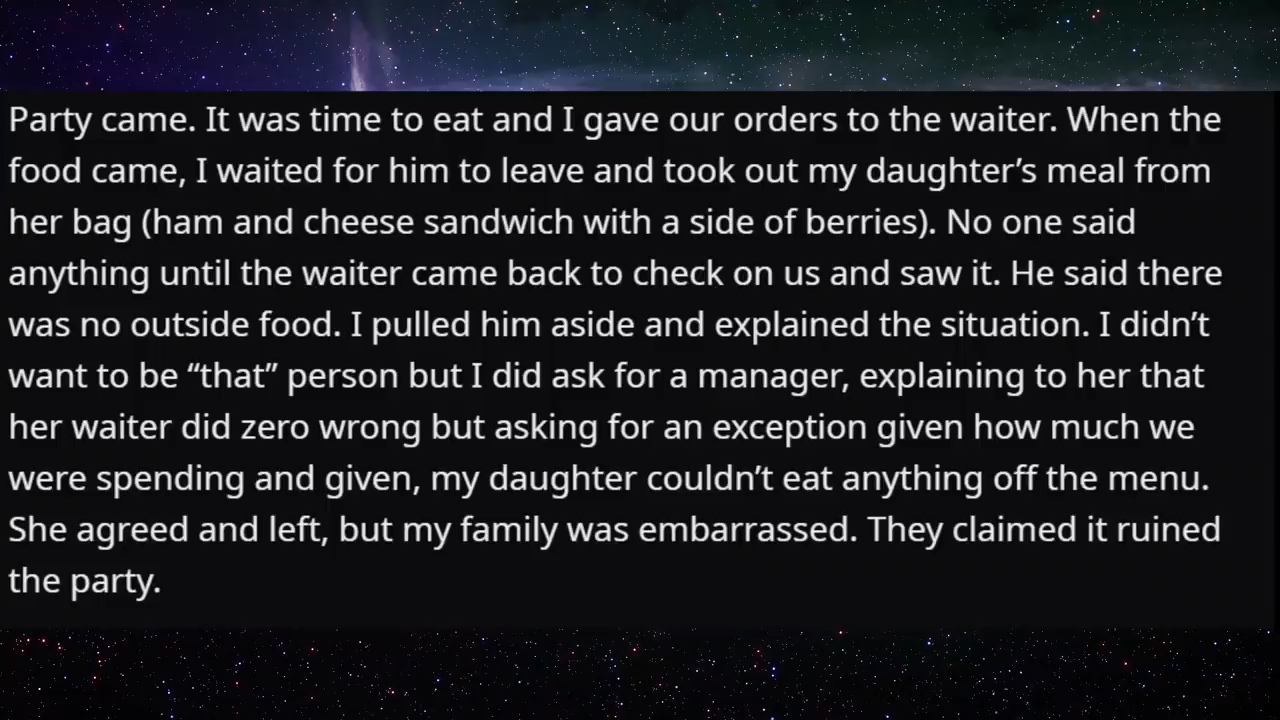 Party came. It was time to eat and I gave our orders to the waiter. When the
food came, I waited for him to leave and took out my daughter’s meal from
her bag (ham and cheese sandwich with a side of berries). No one said
anything until the waiter came back to check on us and saw it. He said there
was no outside food. I pulled him aside and explained the situation. I didn’t
want to be “that” person but I did ask for a manager, explaining to her that
her waiter did zero wrong but asking for an exception given how much we
were spending and given, my daughter couldn’t eat anything off the menu.
She agreed and left, but my family was embarrassed. They claimed it ruined
the party.